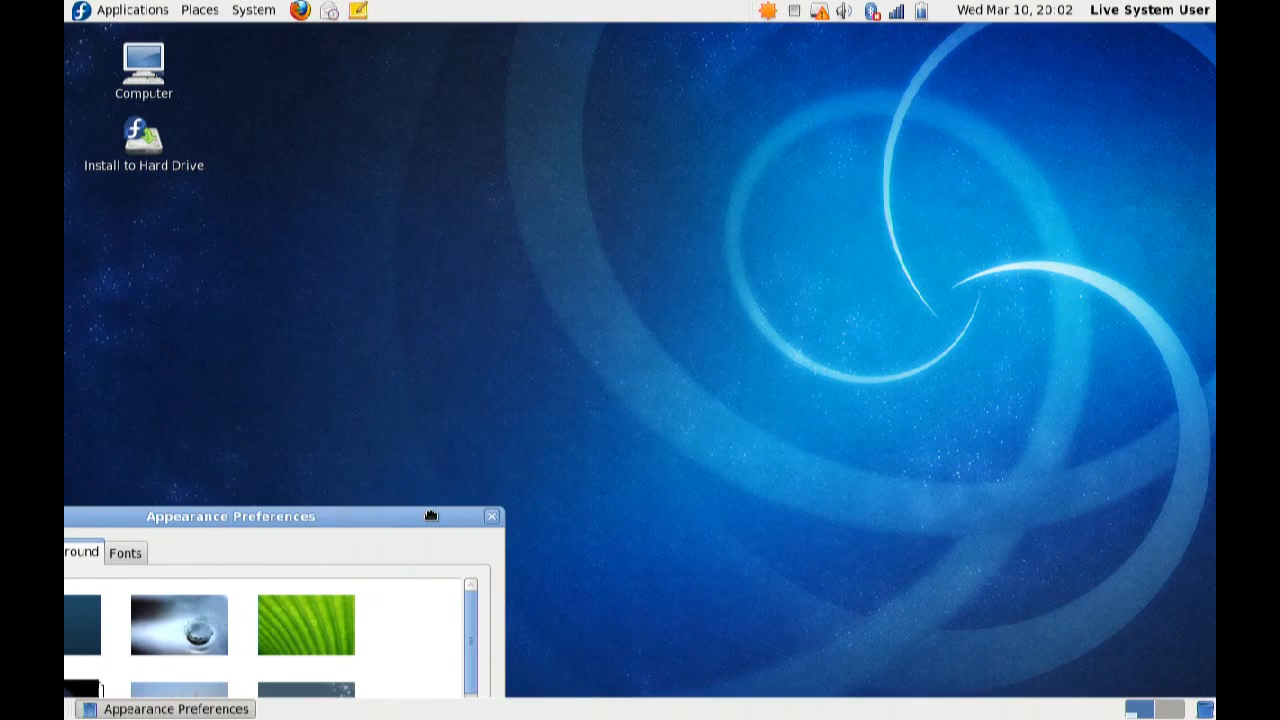 Applications Places System Wed Mar 10, 20:02 Live System User
Computer
Install to Hard Drive
Appearance Preferences
round Fonts
Appearance Preferences